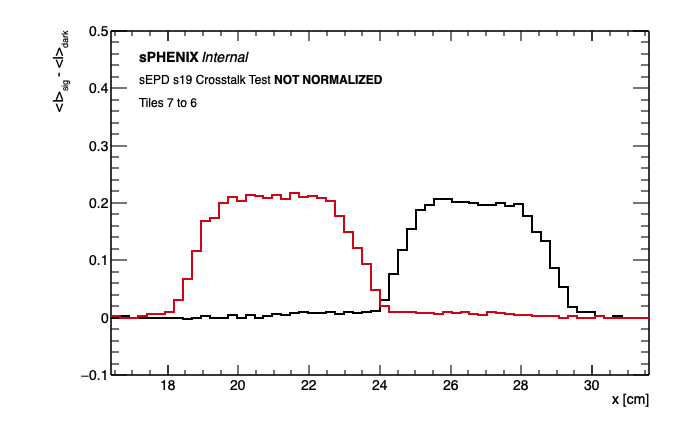 sPHENIX Internal
sEPD s19 Crosstalk Test NOT NORMALIZED
Tiles 7 to 6
<I>sig - <I>dark
0.5
0.4
0.3
0.2
0.1
0
−0.1
18 20 22 24 26 28 30
x [cm]